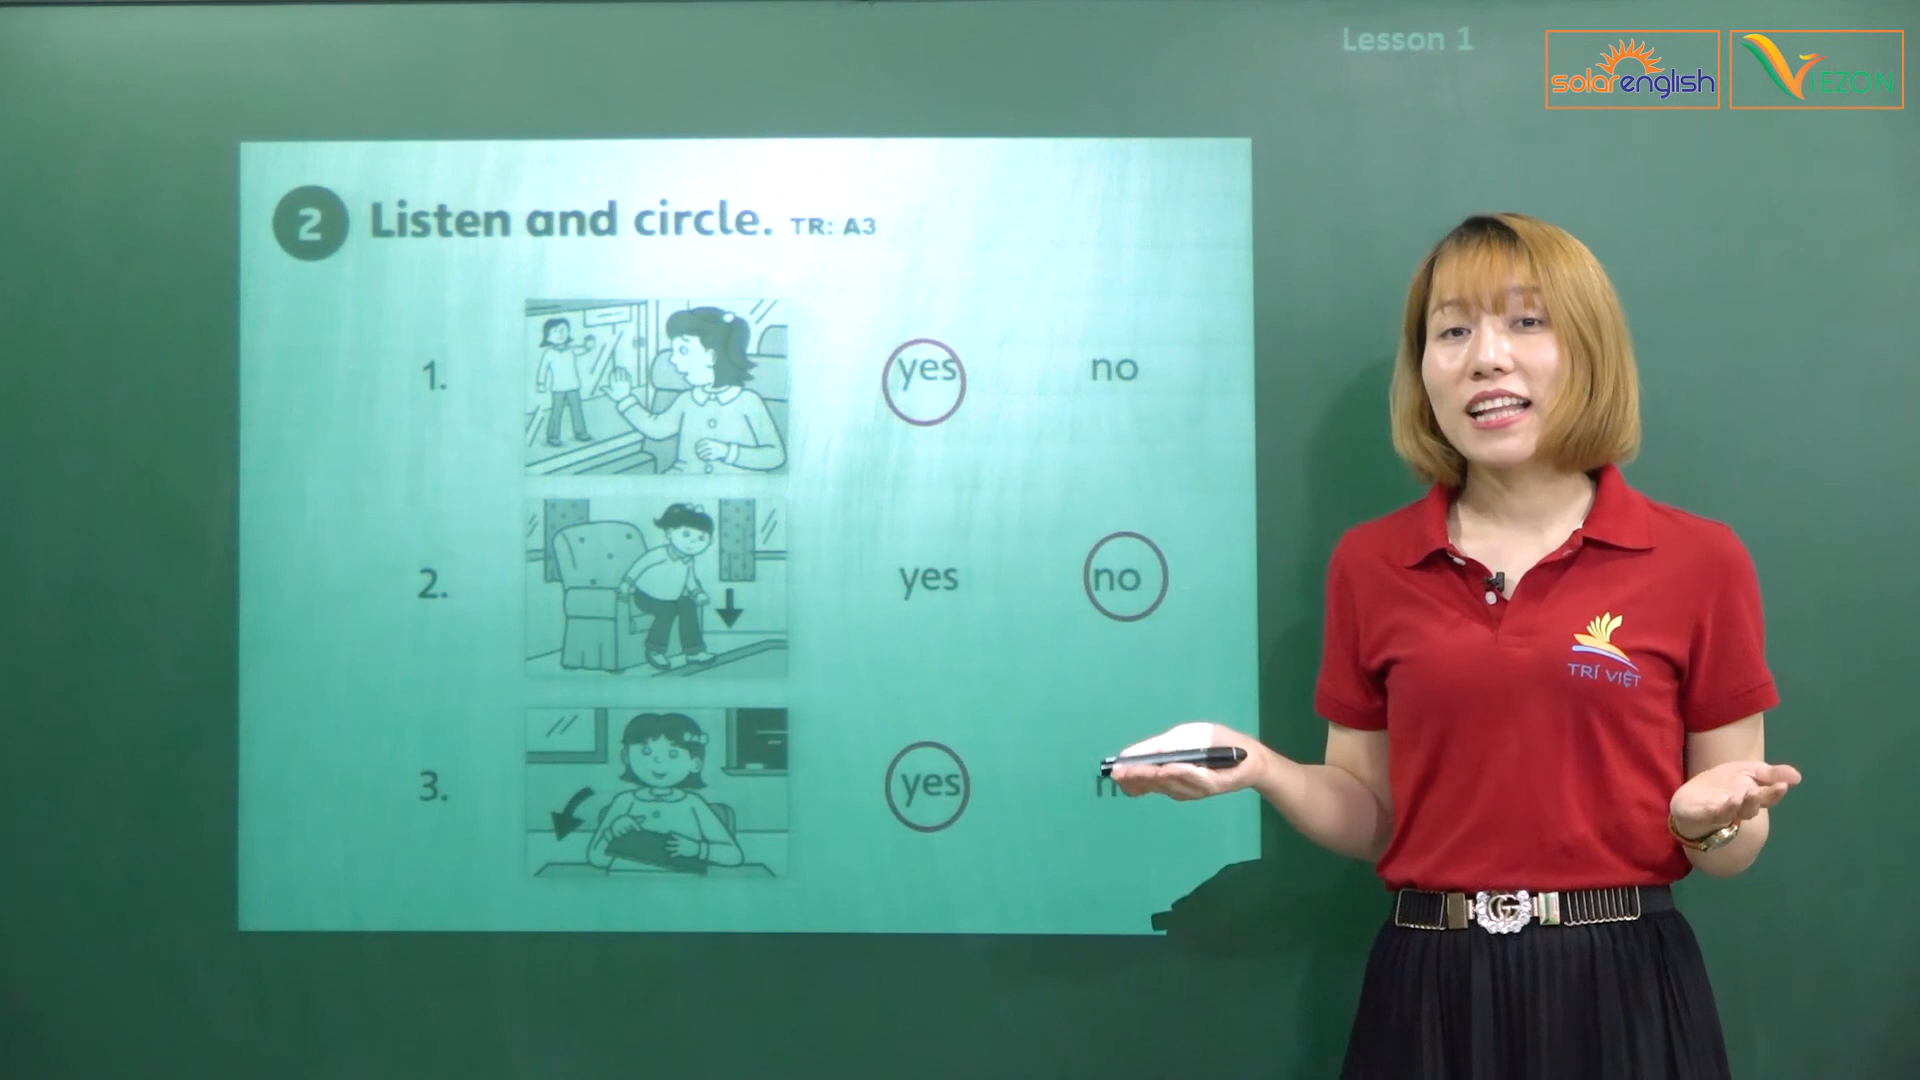 Lesson 1
solarenglish
VIEZON
2 Listen and circle. TR: A3
1. yes no
2. yes no
3. yes
TRÍ VIỆT